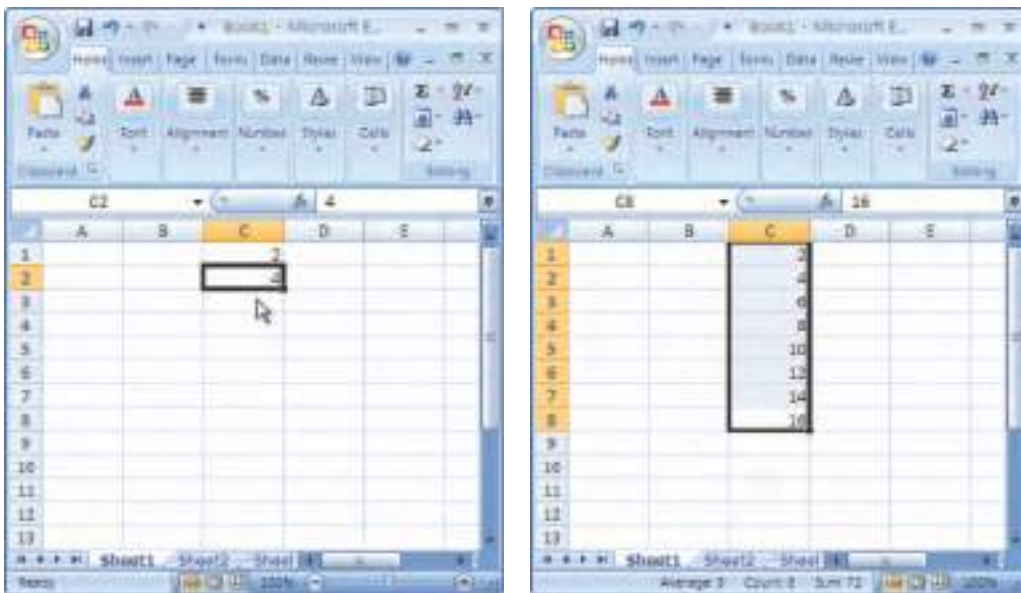 Book1 - Microsoft E...
Home Insert Page Form Data Revie View
Paste Font Alignment Number Styles Cells
Clipboard Editing
C2 4
A B C D E
1 2
2 4
3
4
5
6
7
8
9
10
11
12
13
Sheet1 Sheet2 Sheet
Ready 100%
Book1 - Microsoft E...
Home Insert Page Form Data Revie View
Paste Font Alignment Number Styles Cells
Clipboard Editing
C8 16
A B C D E
1 2
2 4
3 6
4 8
5 10
6 12
7 14
8 16
9
10
11
12
13
Sheet1 Sheet2 Sheet
Average 9 Count 8 Sum 72 100%